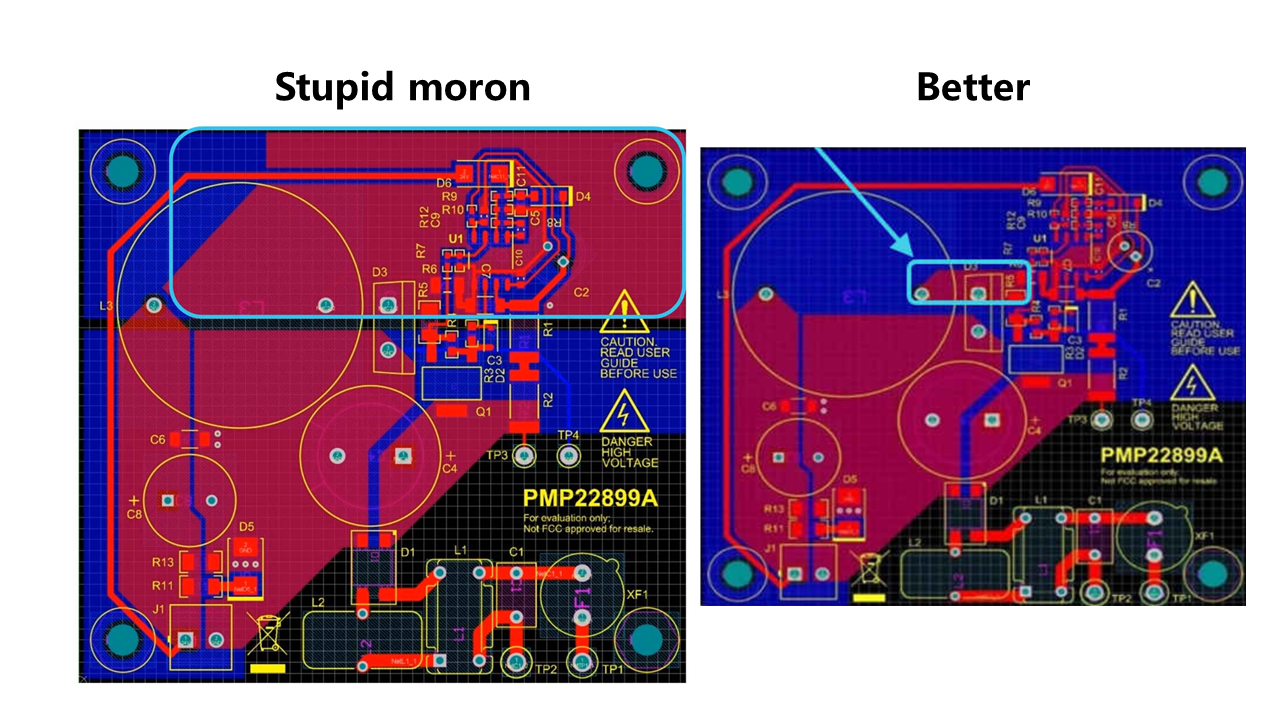 Stupid moron
Better
D6
C11
R9
R10
R12
C9
C5
D4
R8
U1
R7
R6
C10
C7
D3
R5
C2
L3
R1
CAUTION.
READ USER
GUIDE
BEFORE USE
C3
R3
D2
R2
Q1
DANGER
HIGH
VOLTAGE
TP3
TP4
C6
C4
+
C8
+
PMP22899A
For evaluation only;
Not FCC approved for resale.
D5
R13
R11
J1
D1
L1
C1
L2
XF1
TP2
TP1
D6
C11
R9
R10
R12
C9
D4
U1
R7
D3
R5
R4
C2
L3
R1
CAUTION.
READ USER
GUIDE
BEFORE USE
C3
R3
D2
R2
Q1
DANGER
HIGH
VOLTAGE
TP3
TP4
C6
C4
+
C8
+
PMP22899A
For evaluation only;
Not FCC approved for resale.
D5
R13
R11
J1
D1
L1
C1
L2
XF1
TP2
TP1